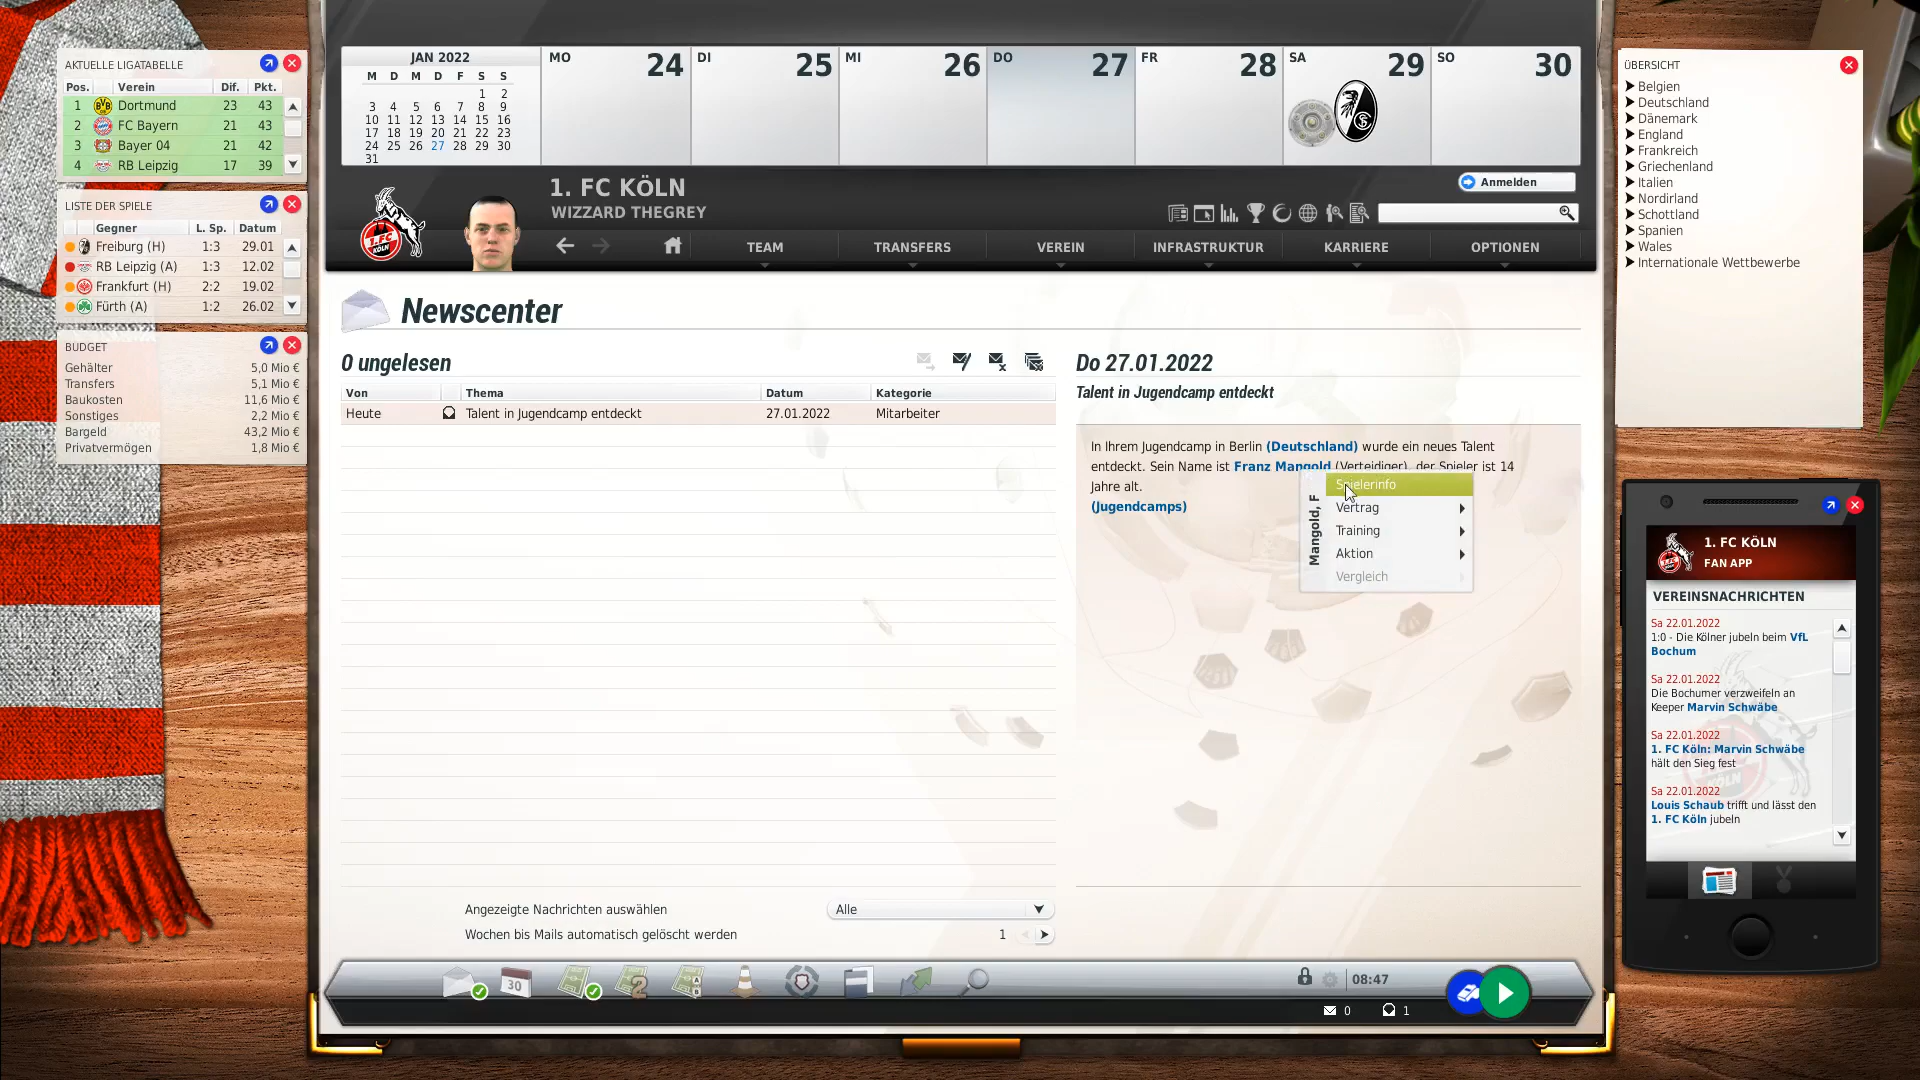 AKTUELLE LIGATABELLE
Pos. Verein Dif. Pkt.
1 Dortmund 23 43
2 FC Bayern 21 43
3 Bayer 04 21 42
4 RB Leipzig 17 39
LISTE DER SPIELE
Gegner L. Sp. Datum
Freiburg (H) 1:3 29.01
RB Leipzig (A) 1:3 12.02
Frankfurt (H) 2:2 19.02
Fürth (A) 1:2 26.02
BUDGET
Gehälter 5,0 Mio €
Transfers 5,1 Mio €
Baukosten 11,6 Mio €
Sonstiges 2,2 Mio €
Bargeld 43,2 Mio €
Privatvermögen 1,8 Mio €
JAN 2022
M D M D F S S
1 2
3 4 5 6 7 8 9
10 11 12 13 14 15 16
17 18 19 20 21 22 23
24 25 26 27 28 29 30
31
MO 24 DI 25 MI 26 DO 27 FR 28 SA 29 SO 30
1. FC KÖLN
WIZZARD THEGREY
Anmelden
TEAM TRANSFERS VEREIN INFRASTRUKTUR KARRIERE OPTIONEN
Newscenter
0 ungelesen
Von Thema Datum Kategorie
Heute Talent in Jugendcamp entdeckt 27.01.2022 Mitarbeiter
Angezeigte Nachrichten auswählen Alle
Wochen bis Mails automatisch gelöscht werden 1
Do 27.01.2022
Talent in Jugendcamp entdeckt
In Ihrem Jugendcamp in Berlin (Deutschland) wurde ein neues Talent
entdeckt. Sein Name ist Franz Mangold (Verteidiger), der Spieler ist 14
Jahre alt.
(Jugendcamps)
Mangold, F
Spielerinfo
Vertrag
Training
Aktion
Vergleich
30
2
08:47
0 1
ÜBERSICHT
Belgien
Deutschland
Dänemark
England
Frankreich
Griechenland
Italien
Nordirland
Schottland
Spanien
Wales
Internationale Wettbewerbe
1. FC KÖLN
FAN APP
VEREINSNACHRICHTEN
Sa 22.01.2022
1:0 - Die Kölner jubeln beim VfL
Bochum
Sa 22.01.2022
Die Bochumer verzweifeln an
Keeper Marvin Schwäbe
Sa 22.01.2022
1. FC Köln: Marvin Schwäbe
hält den Sieg fest
Sa 22.01.2022
Louis Schaub trifft und lässt den
1. FC Köln jubeln